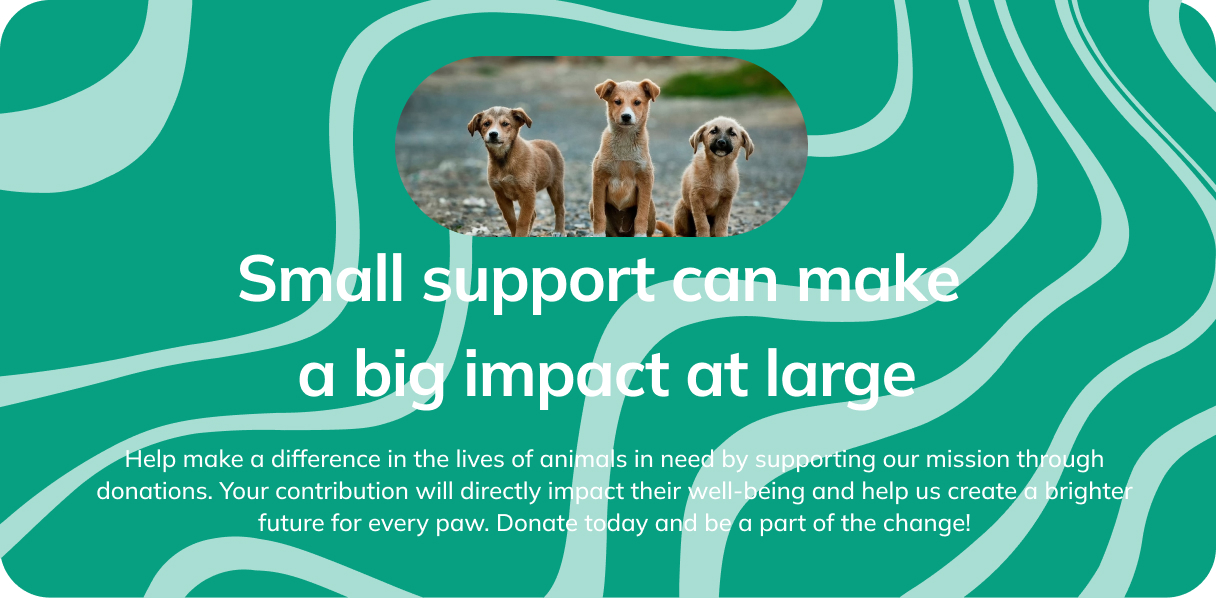 Small support can make
a big impact at large
Help make a difference in the lives of animals in need by supporting our mission through
donations. Your contribution will directly impact their well-being and help us create a brighter
future for every paw. Donate today and be a part of the change!